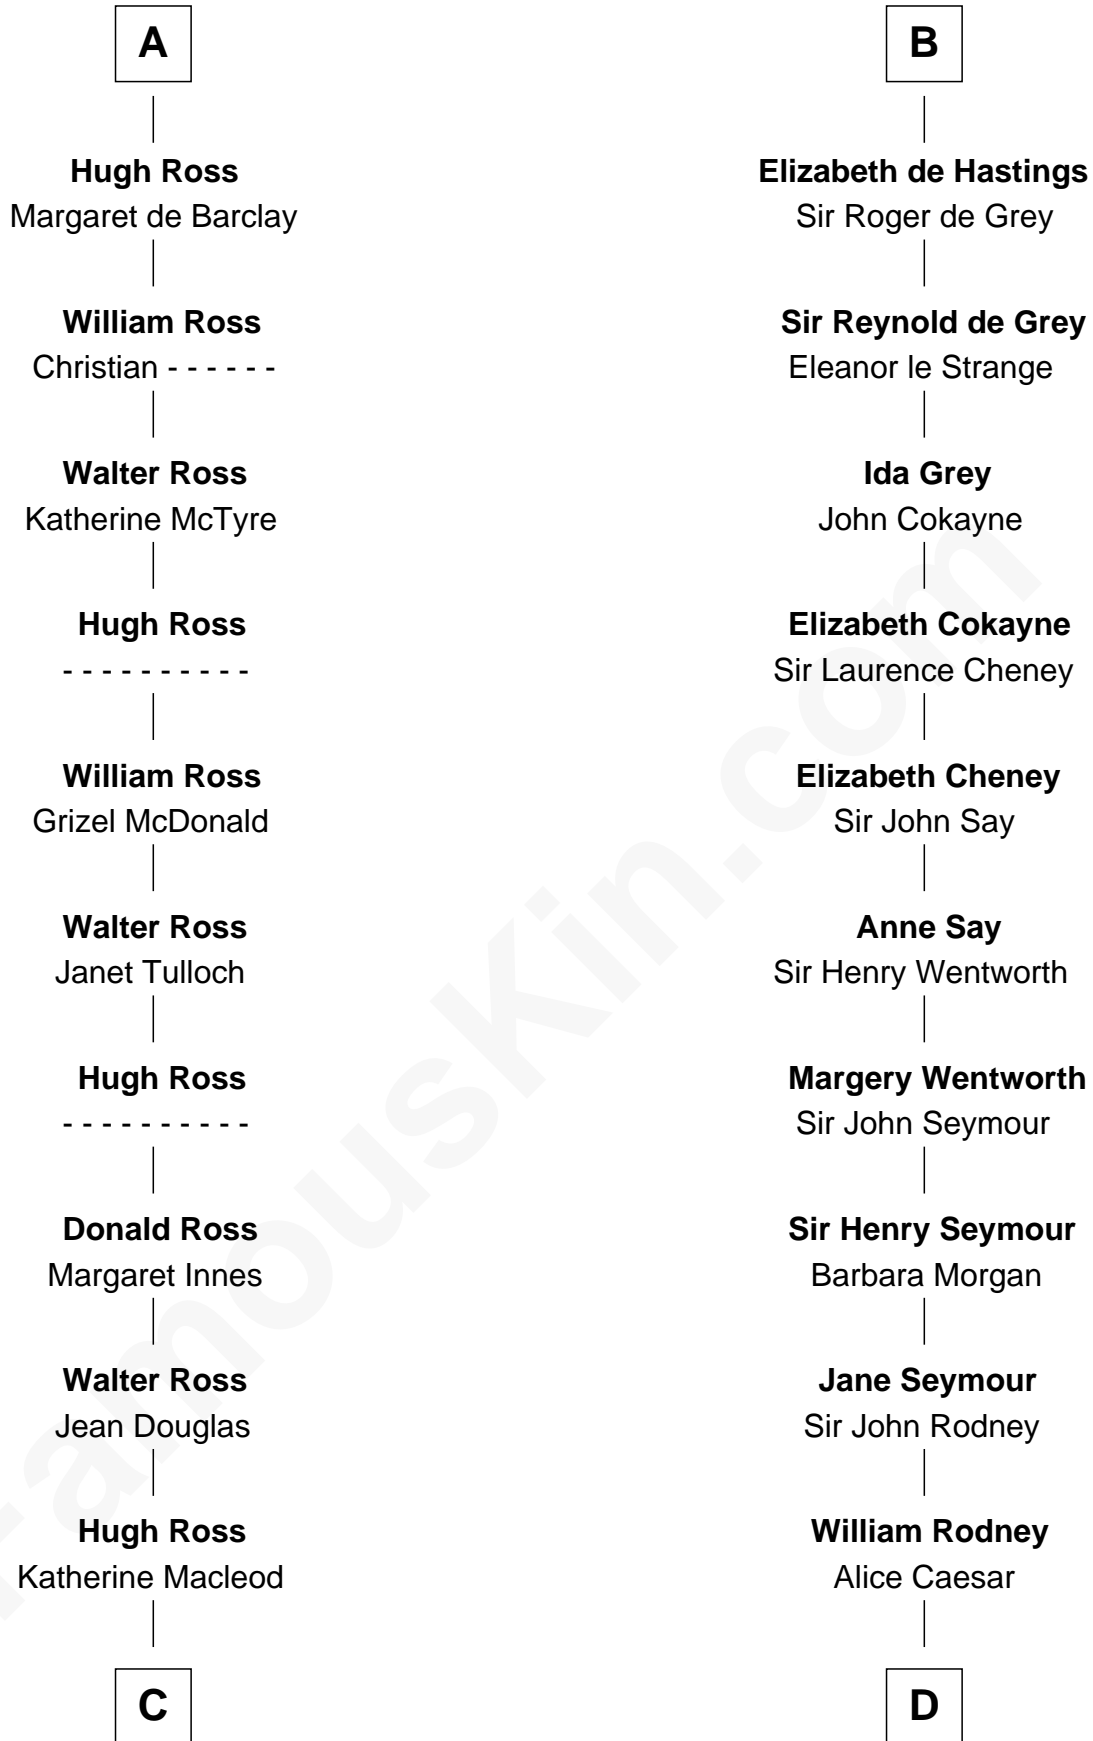 A
Hugh Ross
Margaret de Barclay
William Ross
Christian - - - - - -
Walter Ross
Katherine McTyre
Hugh Ross
- - - - - - - - - -
William Ross
Grizel McDonald
Walter Ross
Janet Tulloch
Hugh Ross
- - - - - - - - - -
Donald Ross
Margaret Innes
Walter Ross
Jean Douglas
Hugh Ross
Katherine Macleod
C
B
Elizabeth de Hastings
Sir Roger de Grey
Sir Reynold de Grey
Eleanor le Strange
Ida Grey
John Cokayne
Elizabeth Cokayne
Sir Laurence Cheney
Elizabeth Cheney
Sir John Say
Anne Say
Sir Henry Wentworth
Margery Wentworth
Sir John Seymour
Sir Henry Seymour
Barbara Morgan
Jane Seymour
Sir John Rodney
William Rodney
Alice Caesar
D
FamousKin.com